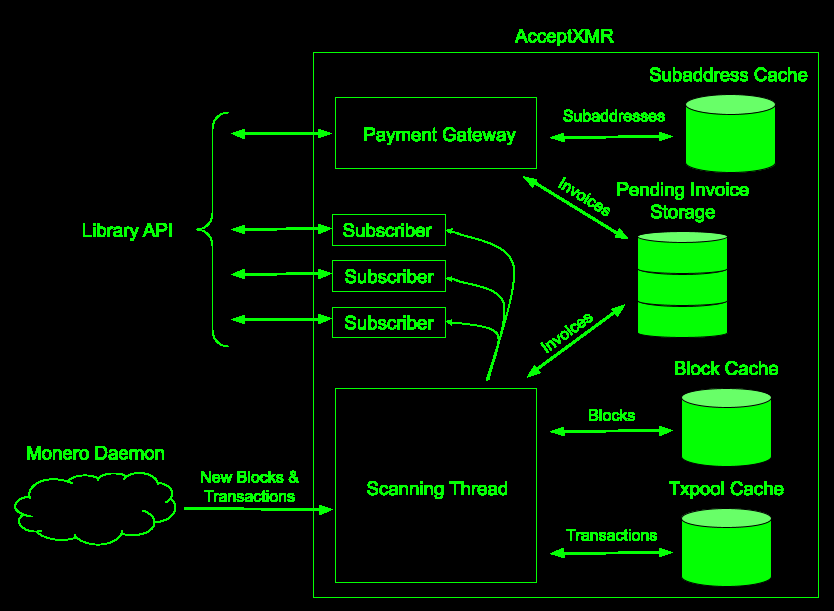 AcceptXMR
Subaddress Cache
Payment Gateway
Subaddresses
Invoices
Pending Invoice
Storage
Library API
Subscriber
Subscriber
Subscriber
Invoices
Block Cache
Blocks
Monero Daemon
New Blocks &
Transactions
Scanning Thread
Txpool Cache
Transactions